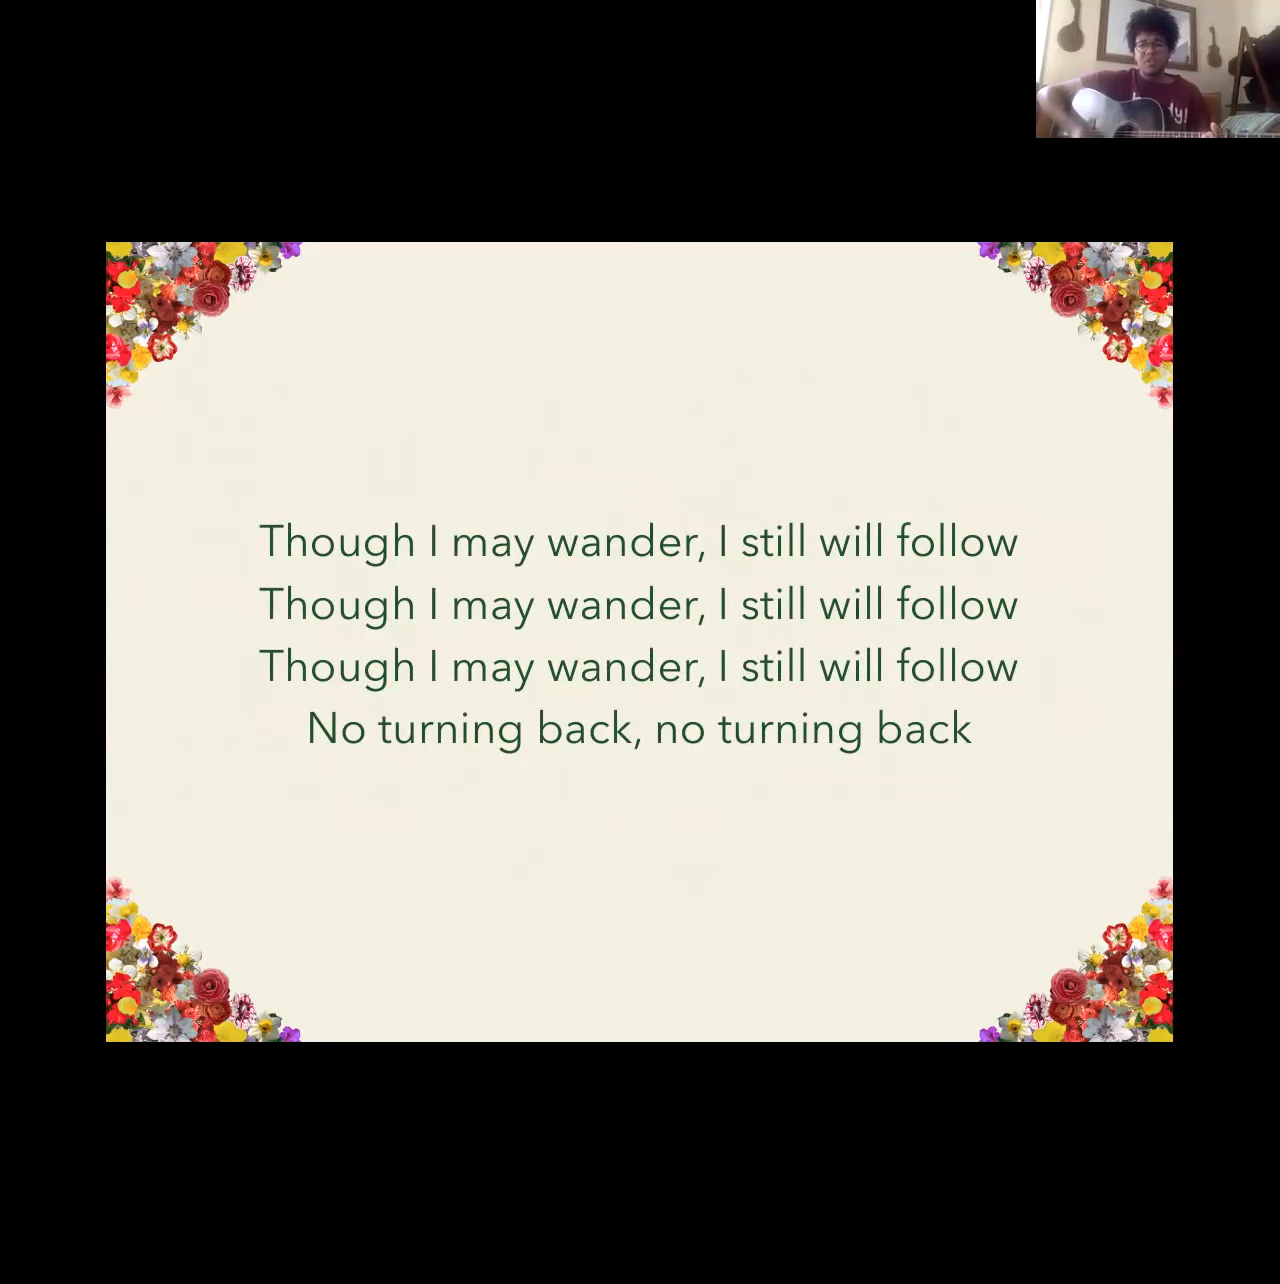 Though I may wander, I still will follow
Though I may wander, I still will follow
Though I may wander, I still will follow
No turning back, no turning back